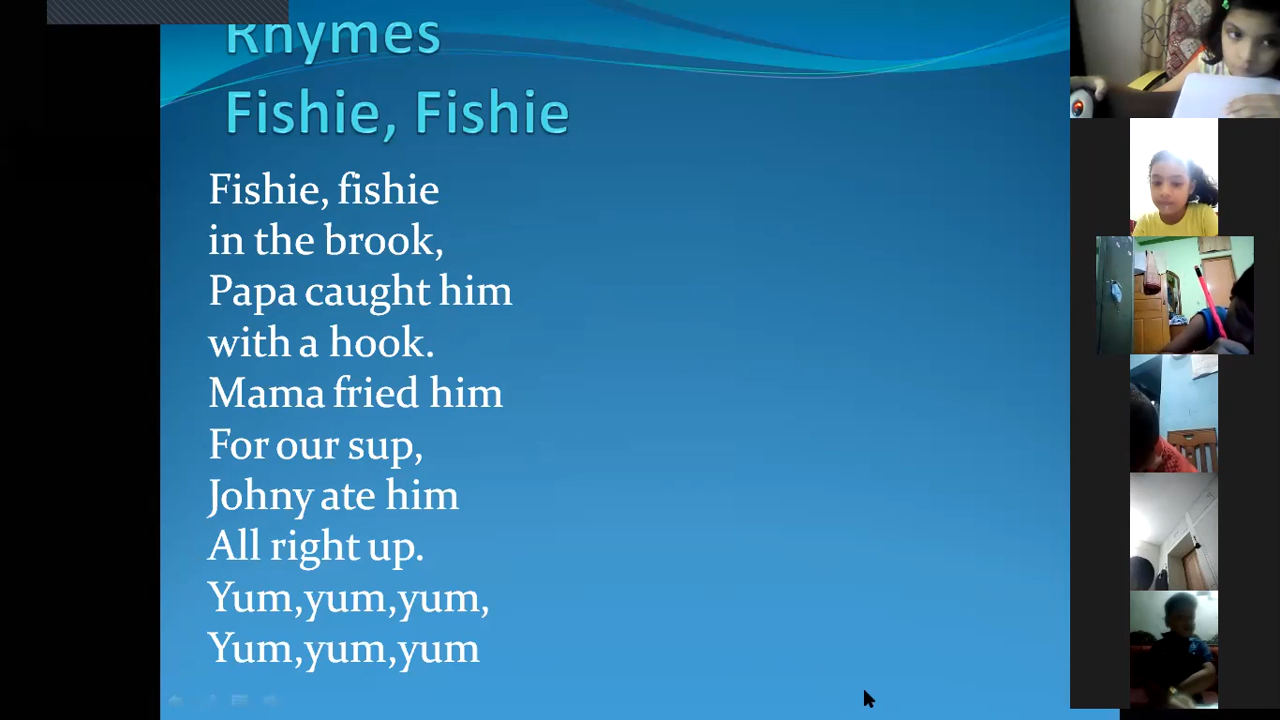 Rhymes
Fishie, Fishie
Fishie, fishie
in the brook,
Papa caught him
with a hook.
Mama fried him
For our sup,
Johny ate him
All right up.
Yum,yum,yum,
Yum,yum,yum